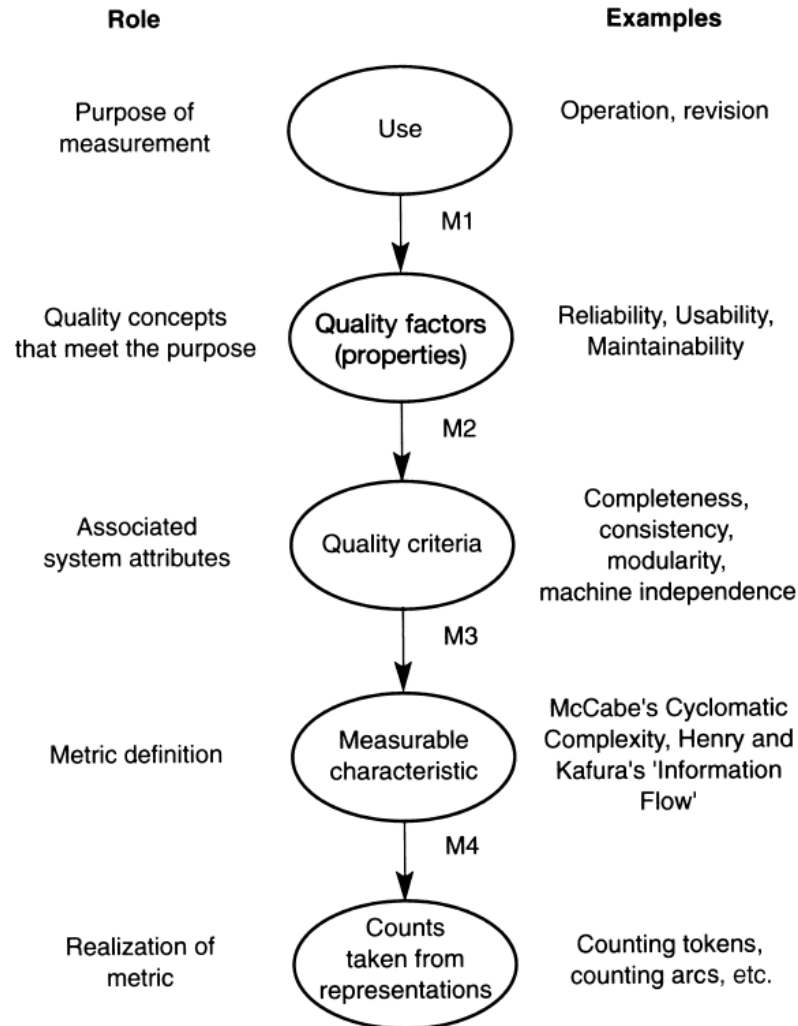 Role
Examples
Purpose of
measurement
Use
Operation, revision
M1
Quality concepts
that meet the purpose
Quality factors
(properties)
Reliability, Usability,
Maintainability
M2
Associated
system attributes
Quality criteria
Completeness,
consistency,
modularity,
machine independence
M3
Metric definition
Measurable
characteristic
McCabe's Cyclomatic
Complexity, Henry and
Kafura's 'Information
Flow'
M4
Realization of
metric
Counts
taken from
representations
Counting tokens,
counting arcs, etc.